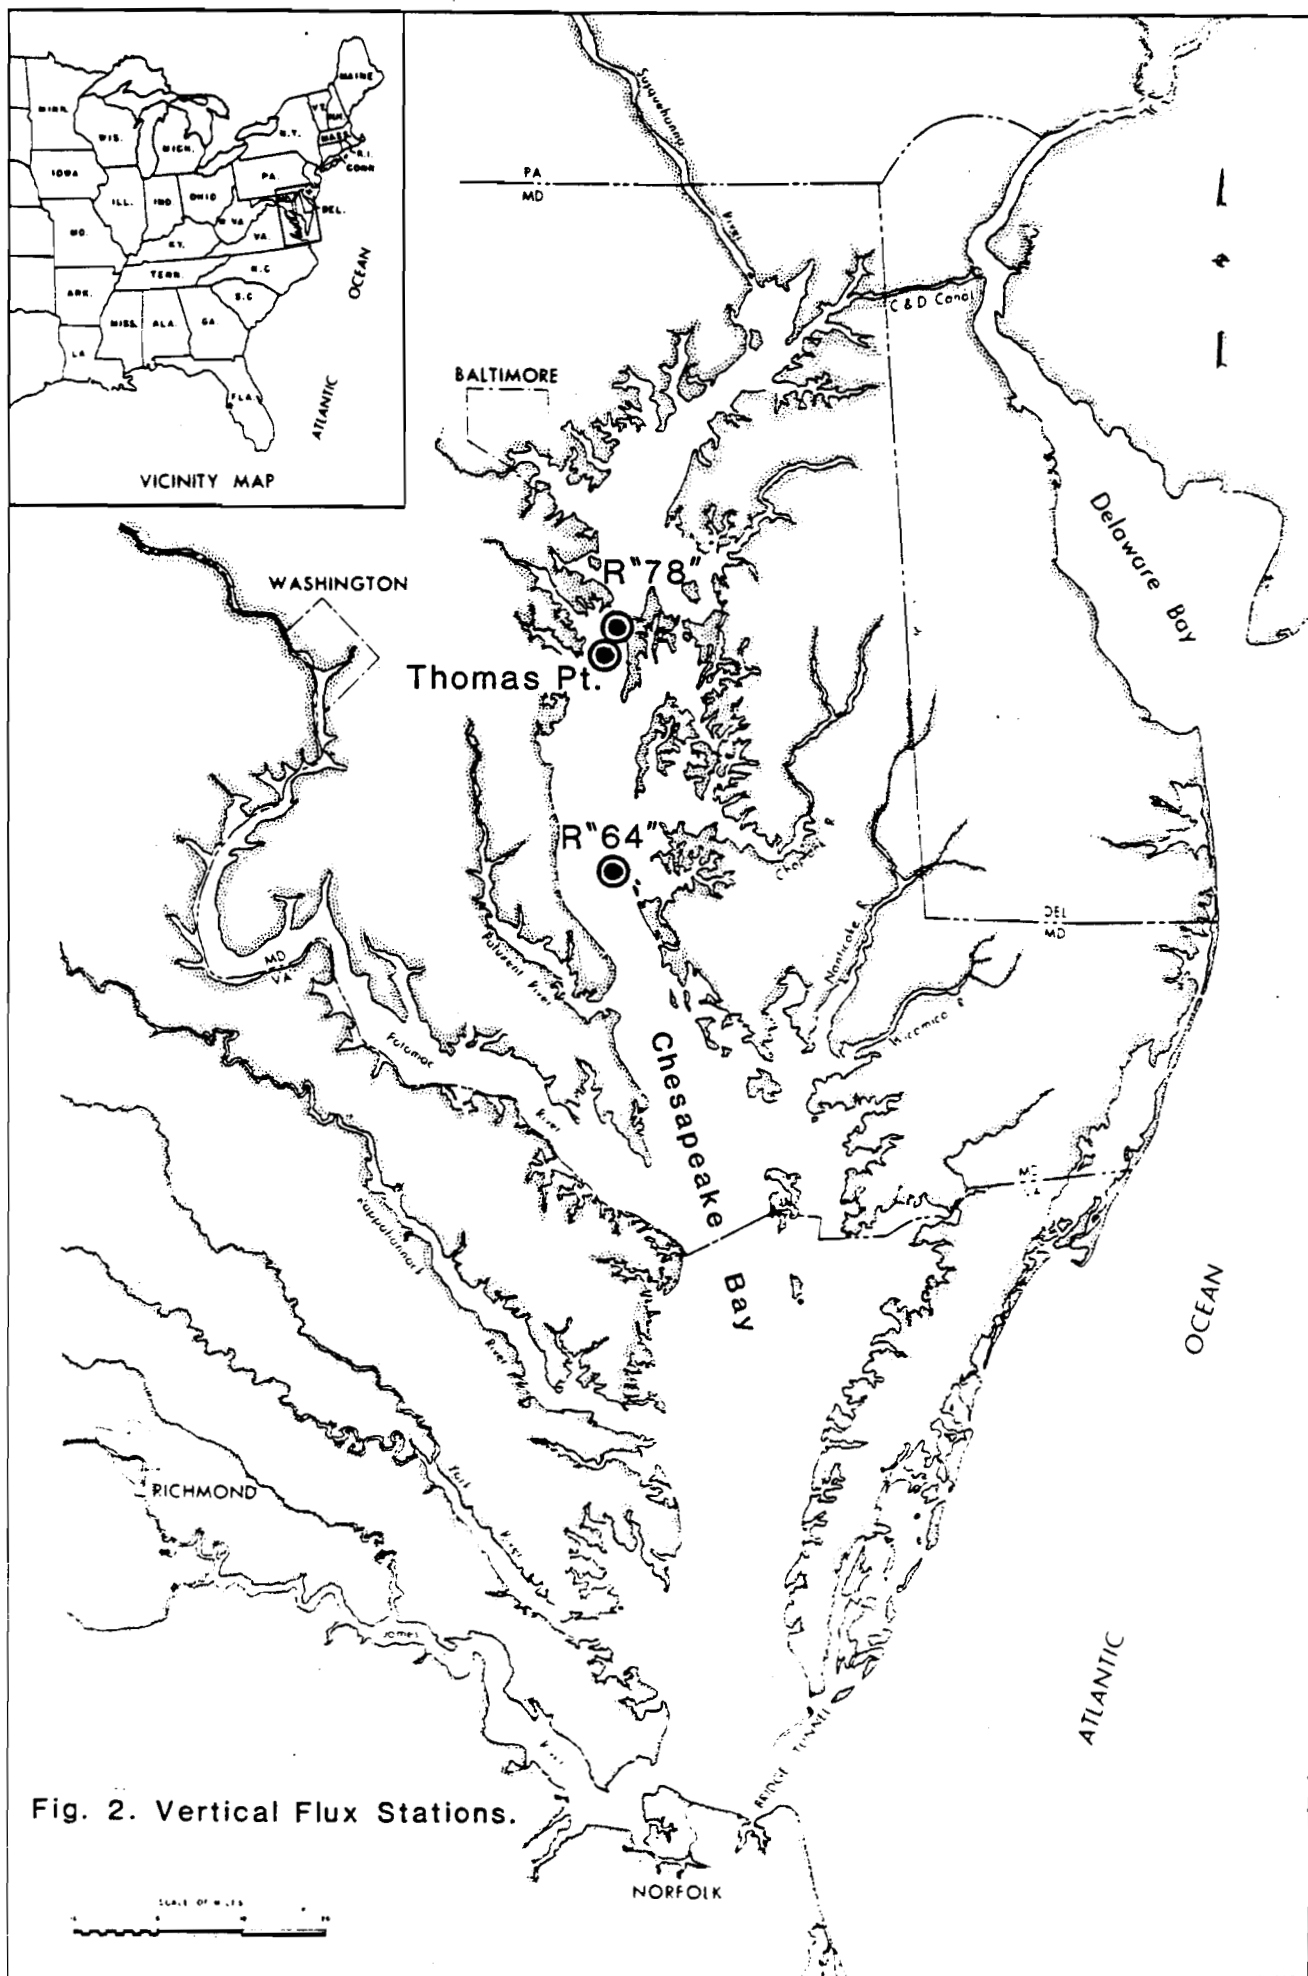 MAINE
VT.
N.H.
MINN.
WIS.
N.Y.
MASS.
MICH.
R.I.
CONN
IOWA
PA.
ILL.
IND
OHIO
DEL.
W VA
MO.
VA.
KY.
OCEAN
TENN.
N.C
ARK.
S.C
MISS.
ALA.
GA.
LA
FLA.
ATLANTIC
VICINITY MAP
Susquehanna
River
PA
MD
C & D Canal
BALTIMORE
Delaware Bay
WASHINGTON
R"78"
Thomas Pt.
R"64"
DEL
MD
Patuxent River
Nanticoke R
Wicomico R
MD
VA
Potomac
River
Chesapeake
Bay
MD
VA
Rappahannock
River
OCEAN
York
River
RICHMOND
James
River
ATLANTIC
BRIDGE TUNNEL
Fig. 2. Vertical Flux Stations.
NORFOLK
SCALE OF MILES